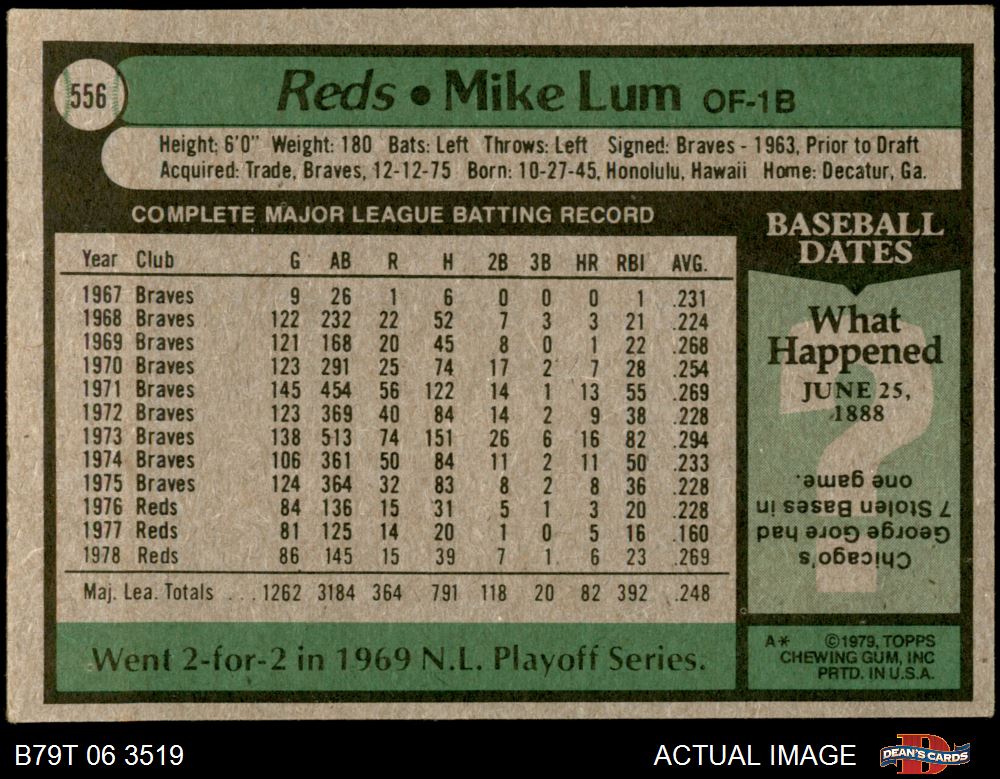 556
Reds • Mike Lum OF-1B
Height: 6'0" Weight: 180 Bats: Left Throws: Left Signed: Braves - 1963, Prior to Draft
Acquired: Trade, Braves, 12-12-75 Born: 10-27-45, Honolulu, Hawaii Home: Decatur, Ga.
COMPLETE MAJOR LEAGUE BATTING RECORD
Year Club G AB R H 2B 3B HR RBI AVG.
1967 Braves 9 26 1 6 0 0 0 1 .231
1968 Braves 122 232 22 52 7 3 3 21 .224
1969 Braves 121 168 20 45 8 0 1 22 .268
1970 Braves 123 291 25 74 17 2 7 28 .254
1971 Braves 145 454 56 122 14 1 13 55 .269
1972 Braves 123 369 40 84 14 2 9 38 .228
1973 Braves 138 513 74 151 26 6 16 82 .294
1974 Braves 106 361 50 84 11 2 11 50 .233
1975 Braves 124 364 32 83 8 2 8 36 .228
1976 Reds 84 136 15 31 5 1 3 20 .228
1977 Reds 81 125 14 20 1 0 5 16 .160
1978 Reds 86 145 15 39 7 1 6 23 .269
Maj. Lea. Totals ...1262 3184 364 791 118 20 82 392 .248
Went 2-for-2 in 1969 N.L. Playoff Series.
BASEBALL
DATES
What
Happened
JUNE 25,
1888
?
Chicago's
George Gore had
7 Stolen Bases in
one game.
A* ©1979, TOPPS
CHEWING GUM, INC
PRTD. IN U.S.A.
B79T 06 3519
ACTUAL IMAGE
DEAN'S CARDS